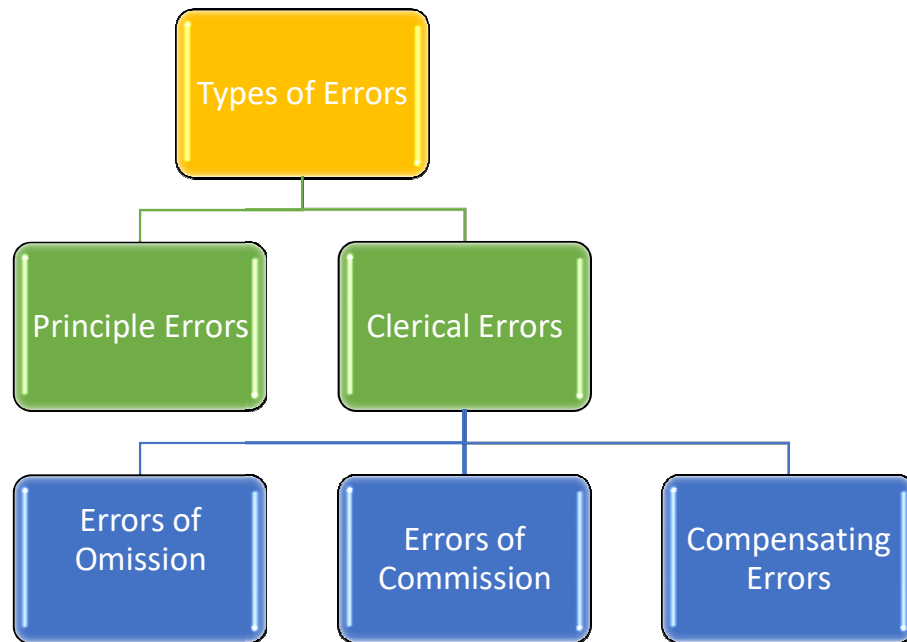 Types of Errors
Principle Errors
Clerical Errors
Errors of
Omission
Errors of
Commission
Compensating
Errors